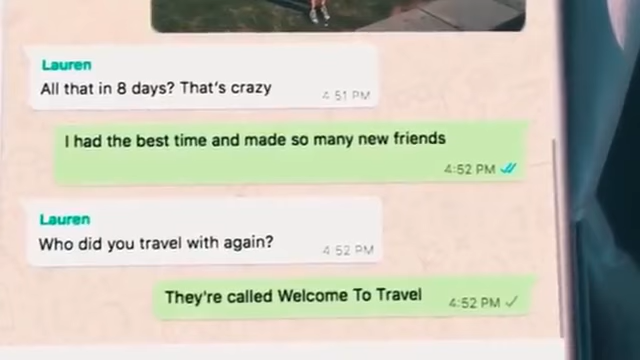 Lauren
All that in 8 days? That's crazy
4:51 PM
I had the best time and made so many new friends
4:52 PM
Lauren
Who did you travel with again?
4:52 PM
They're called Welcome To Travel
4:52 PM